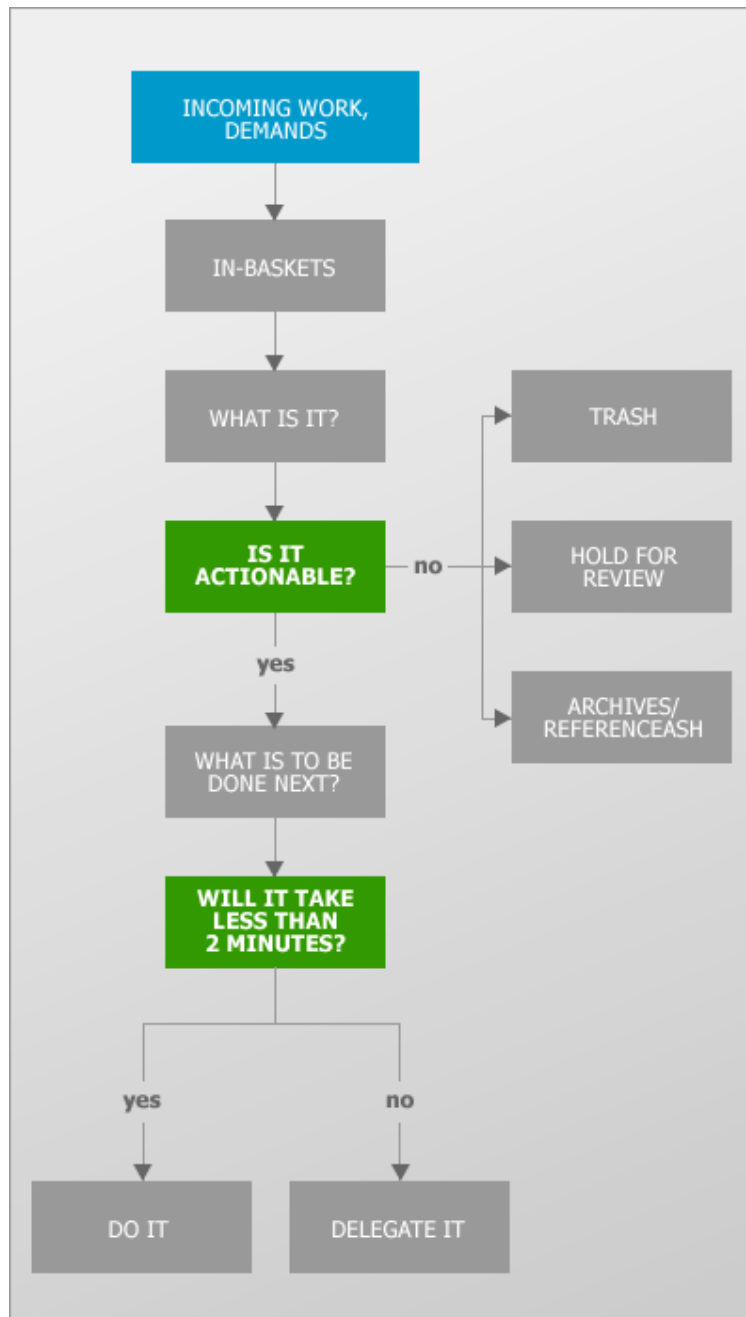 INCOMING WORK,
DEMANDS
IN-BASKETS
WHAT IS IT?
TRASH
IS IT
ACTIONABLE?
no
HOLD FOR
REVIEW
yes
ARCHIVES/
REFERENCEASH
WHAT IS TO BE
DONE NEXT?
WILL IT TAKE
LESS THAN
2 MINUTES?
yes
no
DO IT
DELEGATE IT